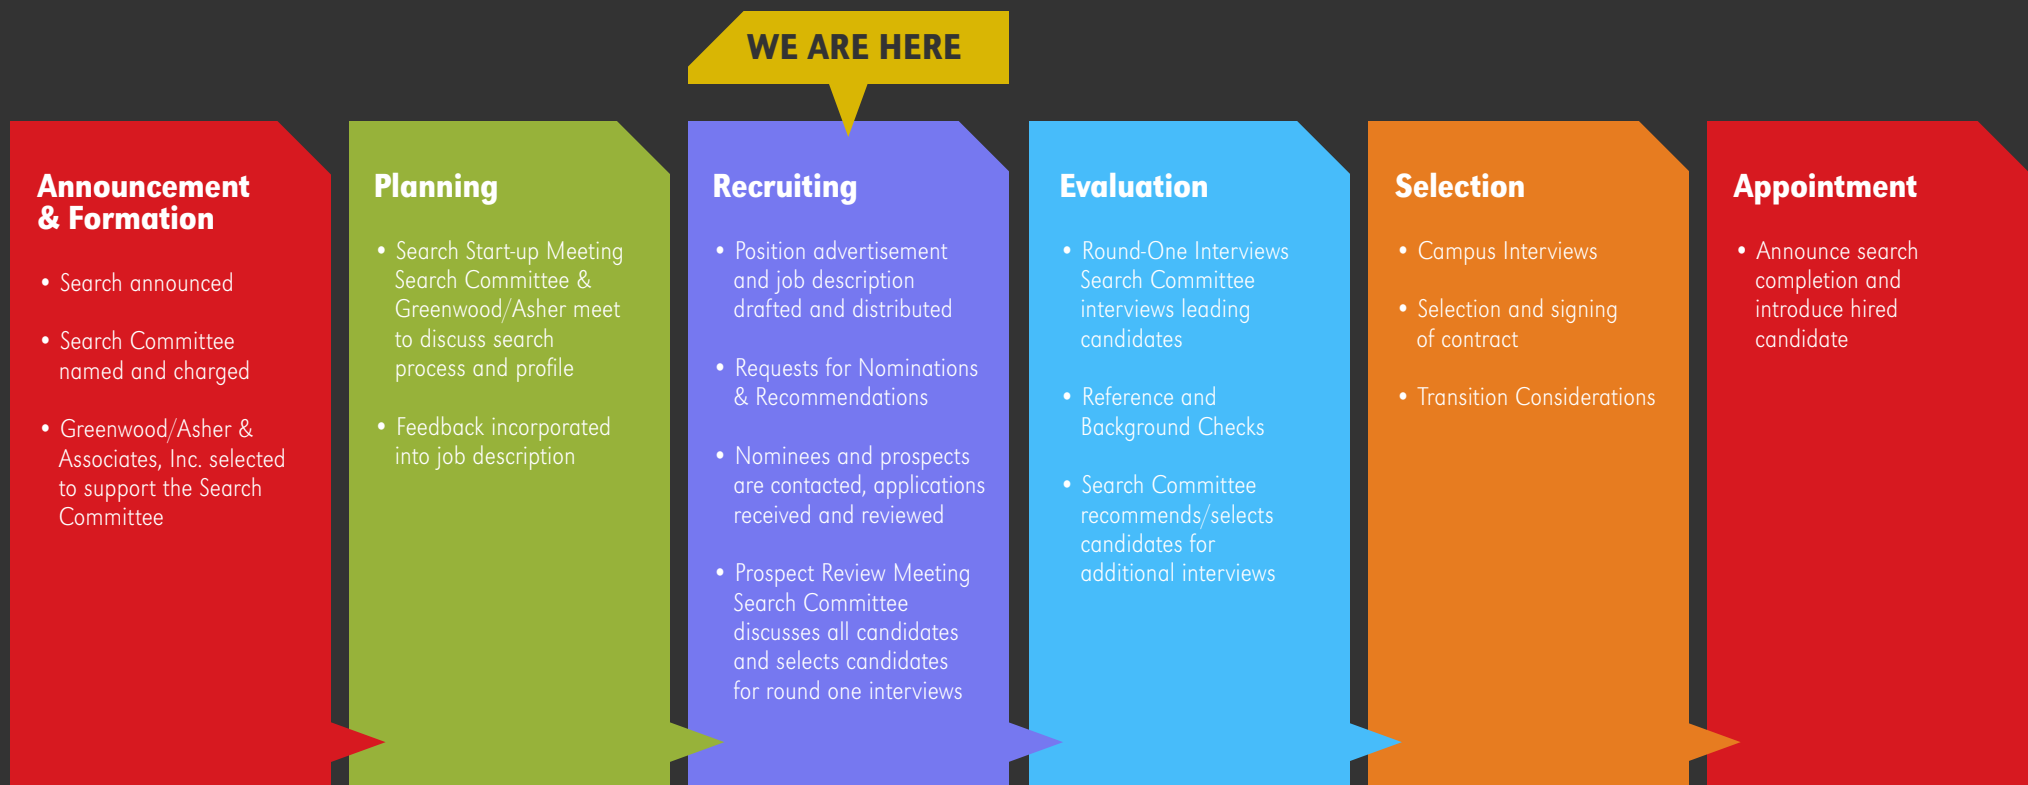 WE ARE HERE
Announcement
& Formation
• Search announced
• Search Committee
named and charged
• Greenwood/Asher &
Associates, Inc. selected
to support the Search
Committee
Planning
• Search Start-up Meeting
Search Committee &
Greenwood/Asher meet
to discuss search
process and profile
• Feedback incorporated
into job description
Recruiting
• Position advertisement
and job description
drafted and distributed
• Requests for Nominations
& Recommendations
• Nominees and prospects
are contacted, applications
received and reviewed
• Prospect Review Meeting
Search Committee
discusses all candidates
and selects candidates
for round one interviews
Evaluation
• Round-One Interviews
Search Committee
interviews leading
candidates
• Reference and
Background Checks
• Search Committee
recommends/selects
candidates for
additional interviews
Selection
• Campus Interviews
• Selection and signing
of contract
• Transition Considerations
Appointment
• Announce search
completion and
introduce hired
candidate